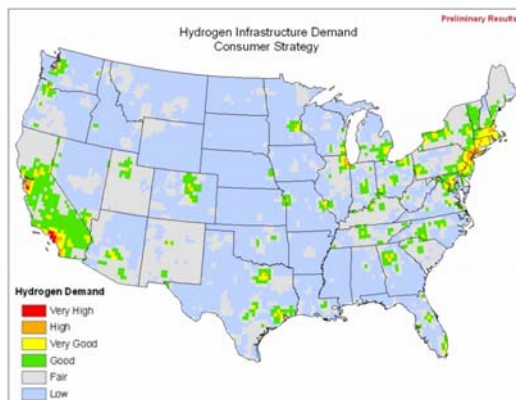 Preliminary Results
Hydrogen Infrastructure Demand
Consumer Strategy
Hydrogen Demand
Very High
High
Very Good
Good
Fair
Low